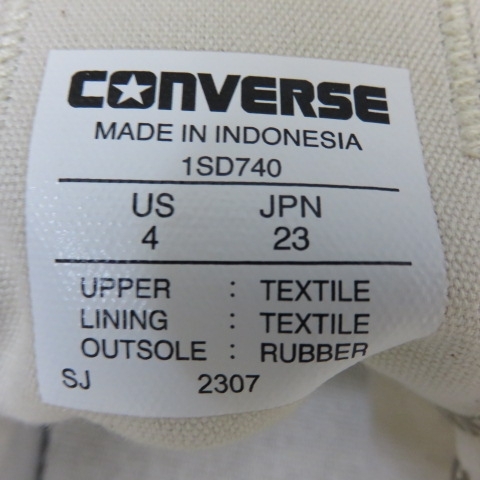 CONVERSE
MADE IN INDONESIA
1SD740
US JPN
4 23
UPPER : TEXTILE
LINING : TEXTILE
OUTSOLE : RUBBER
SJ 2307